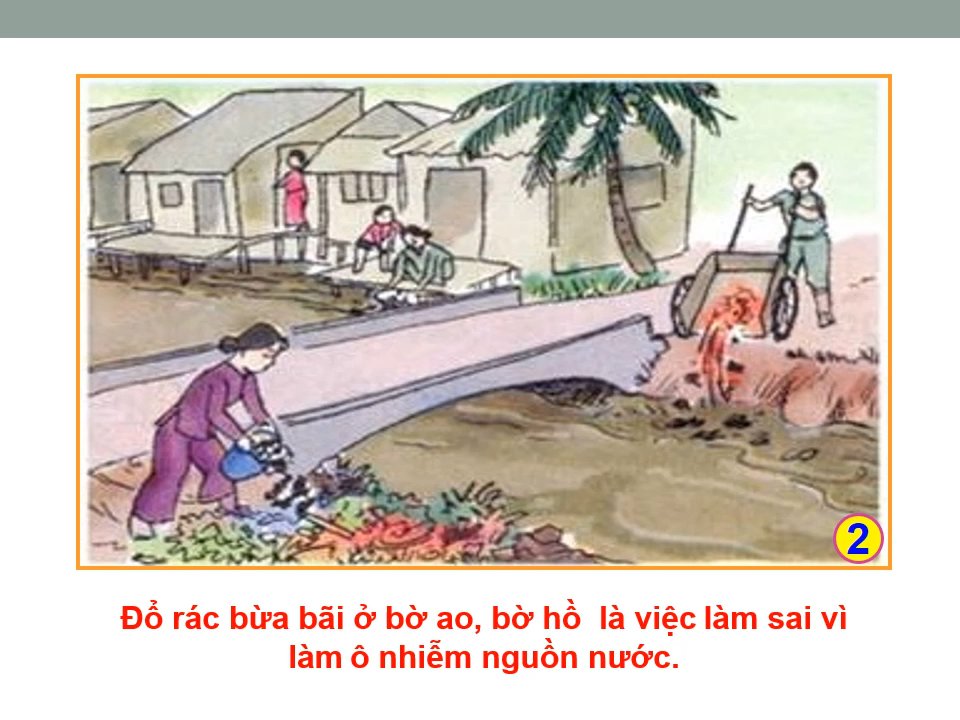 2
Đổ rác bừa bãi ở bờ ao, bờ hồ là việc làm sai vì
làm ô nhiễm nguồn nước.